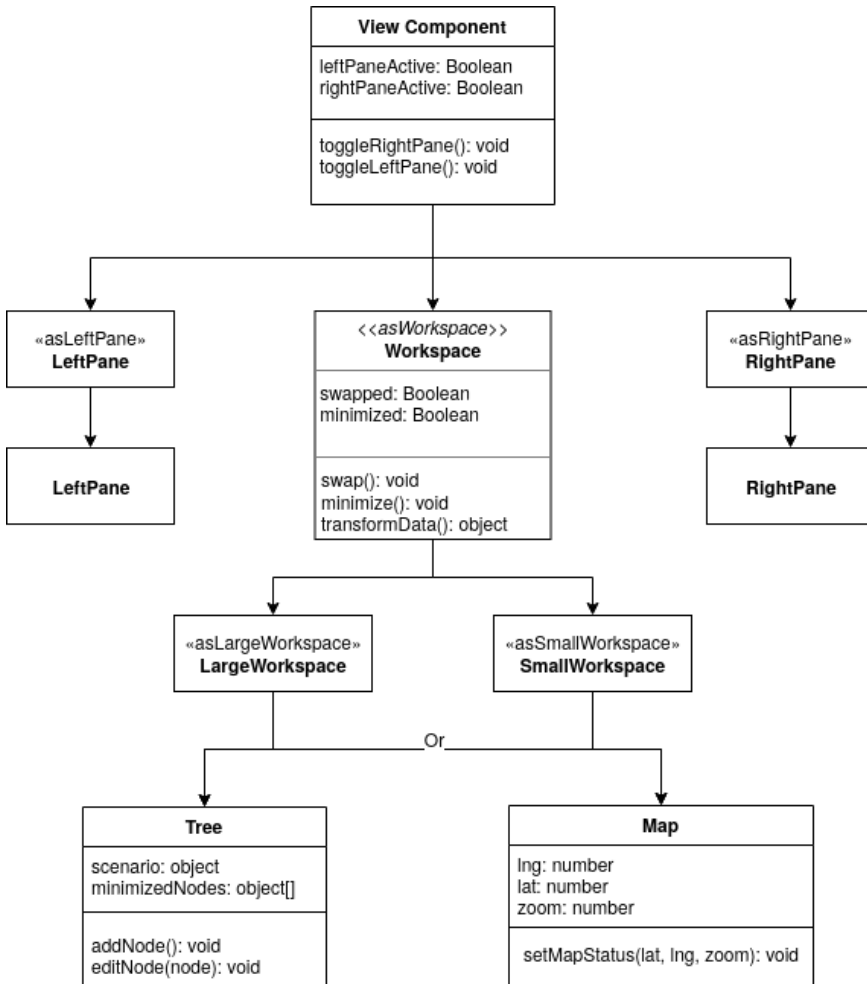 View Component
leftPaneActive: Boolean
rightPaneActive: Boolean
toggleRightPane(): void
toggleLeftPane(): void
«asLeftPane»
LeftPane
<<asWorkspace>>
Workspace
swapped: Boolean
minimized: Boolean
swap(): void
minimize(): void
transformData(): object
«asRightPane»
RightPane
LeftPane
RightPane
«asLargeWorkspace»
LargeWorkspace
«asSmallWorkspace»
SmallWorkspace
Or
Tree
scenario: object
minimizedNodes: object[]
addNode(): void
editNode(node): void
Map
lng: number
lat: number
zoom: number
setMapStatus(lat, lng, zoom): void